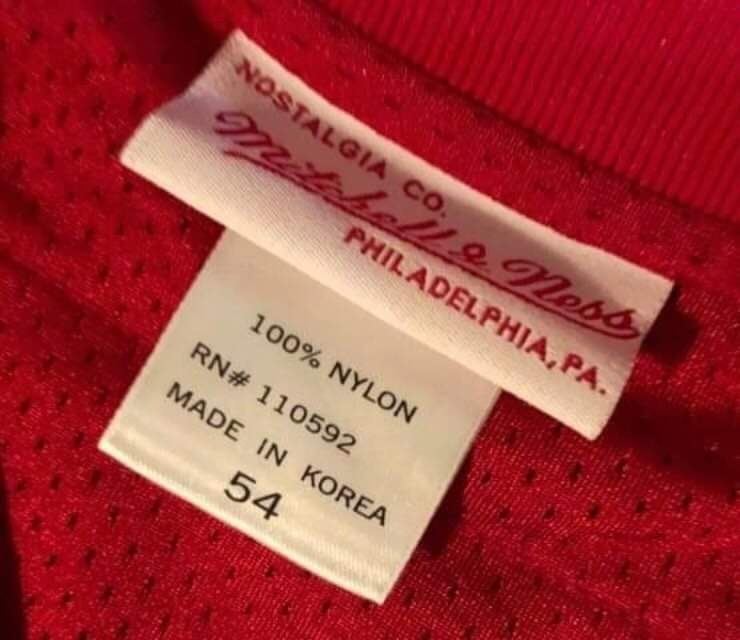 NOSTALGIA CO.
Mitchell & Ness
PHILADELPHIA, PA.
100% NYLON
RN# 110592
MADE IN KOREA
54